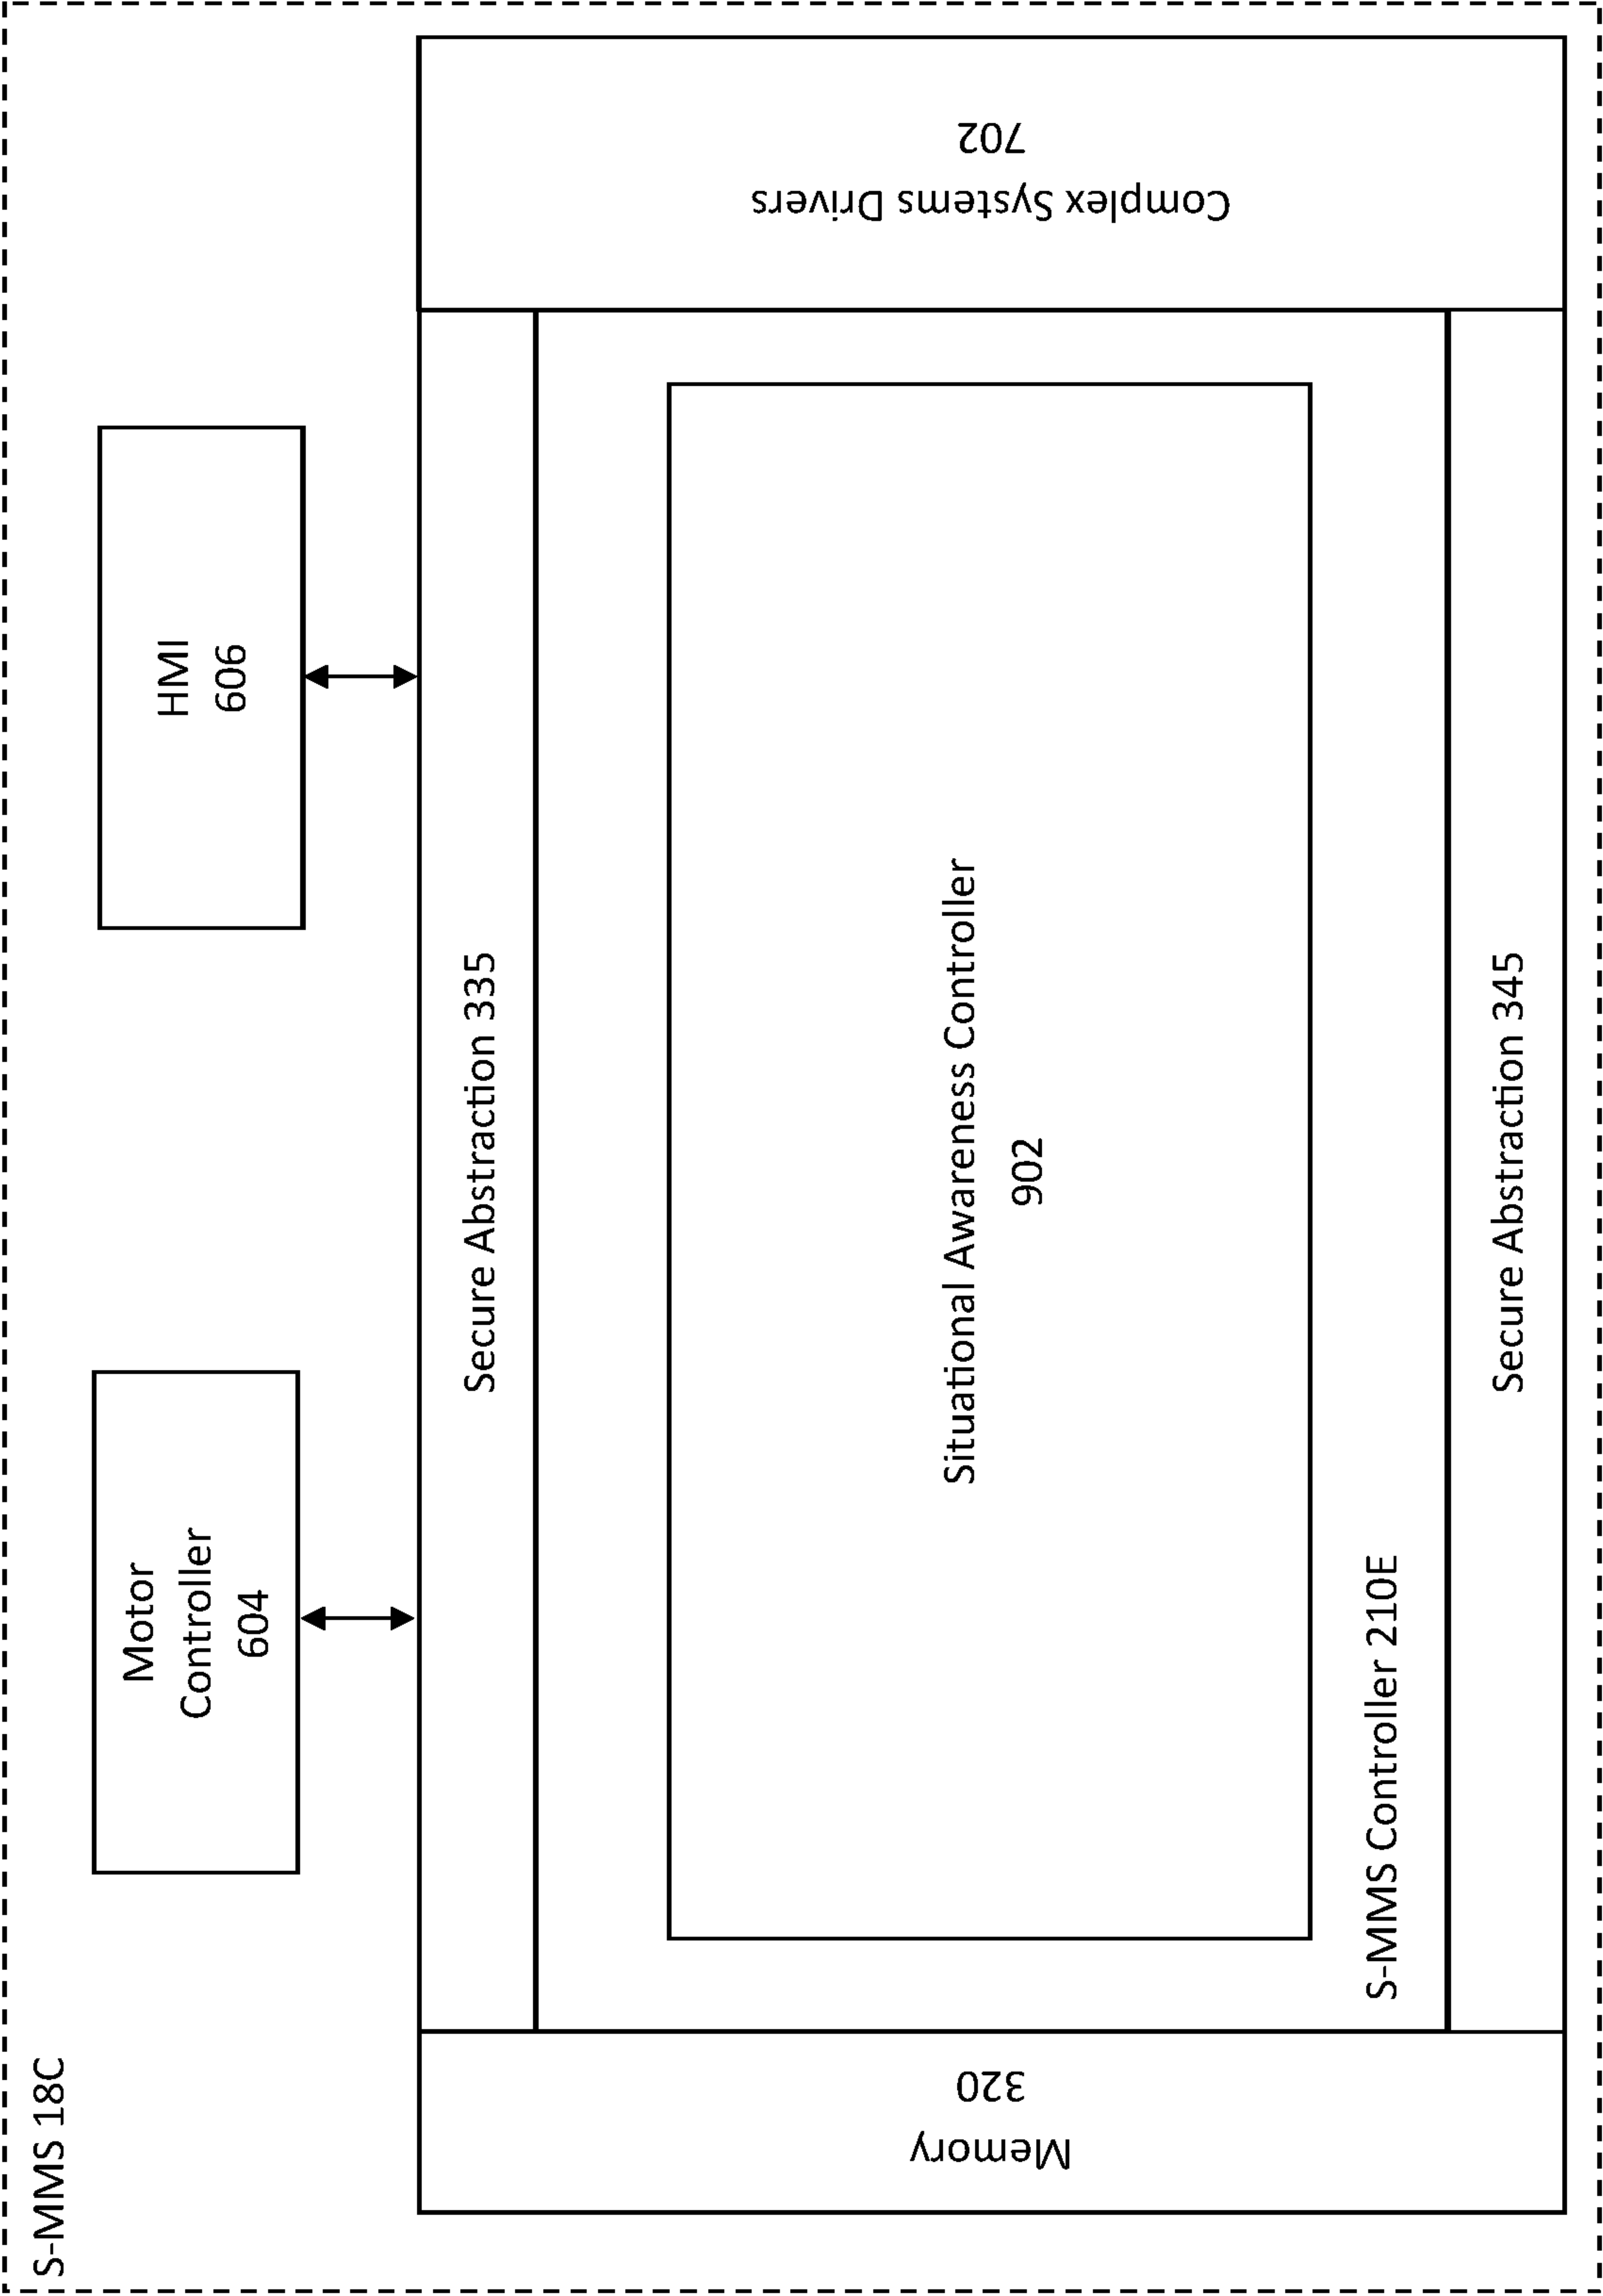 S-MMS 18C
Motor
Controller
604
HMI
606
Secure Abstraction 335
Memory
320
Situational Awareness Controller
902
Complex Systems Drivers
702
S-MMS Controller 210E
Secure Abstraction 345